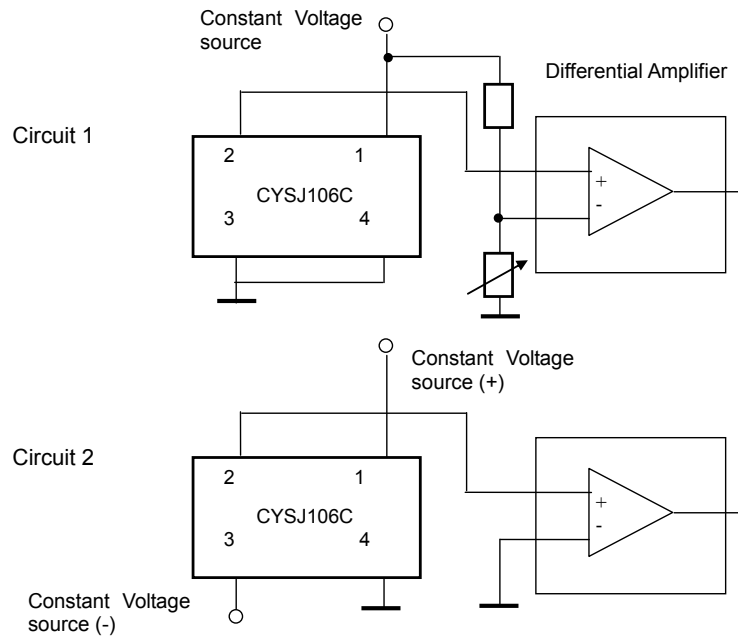 Constant Voltage
source
Differential Amplifier
Circuit 1
2 1
CYSJ106C
3 4
+
-
Constant Voltage
source (+)
Circuit 2
2 1
CYSJ106C
3 4
+
-
Constant Voltage
source (-)